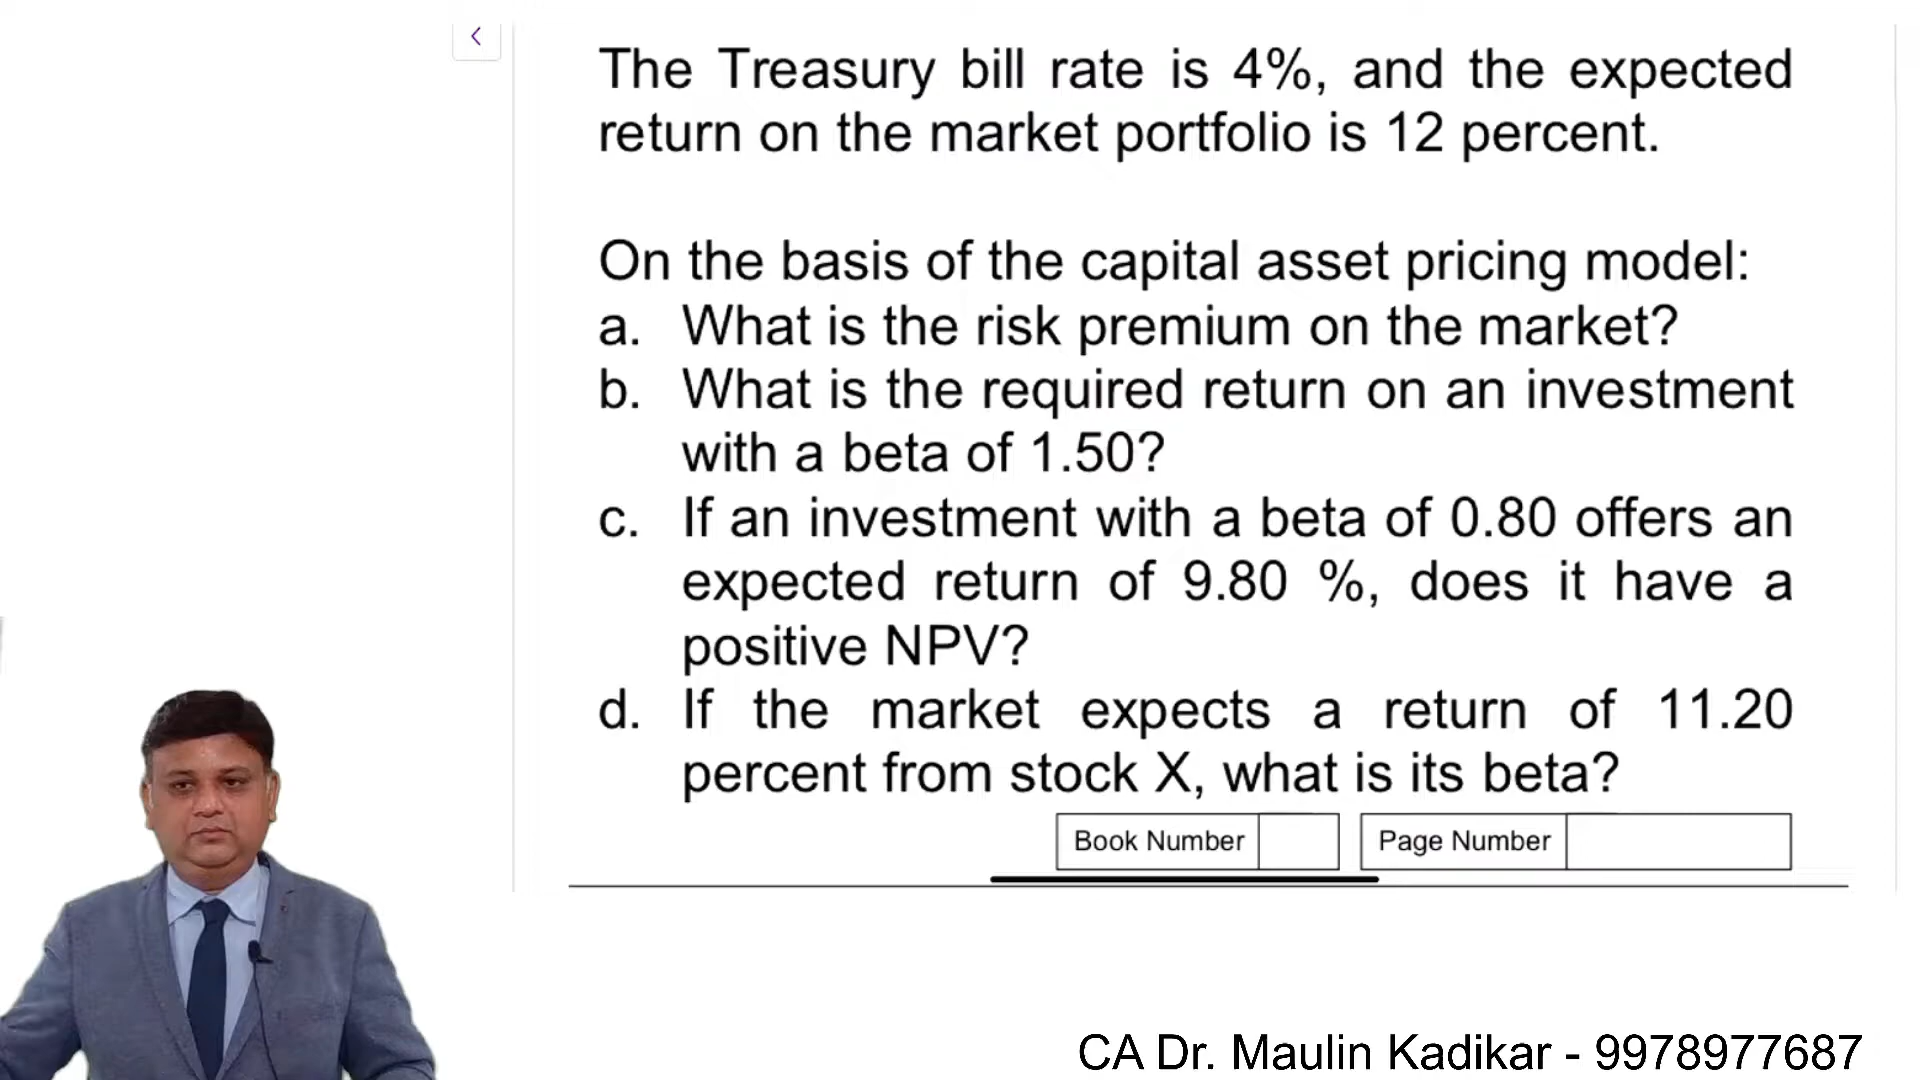 The Treasury bill rate is 4%, and the expected
return on the market portfolio is 12 percent.
On the basis of the capital asset pricing model:
a. What is the risk premium on the market?
b. What is the required return on an investment
with a beta of 1.50?
c. If an investment with a beta of 0.80 offers an
expected return of 9.80 %, does it have a
positive NPV?
d. If the market expects a return of 11.20
percent from stock X, what is its beta?
Book Number Page Number
CA Dr. Maulin Kadikar - 9978977687